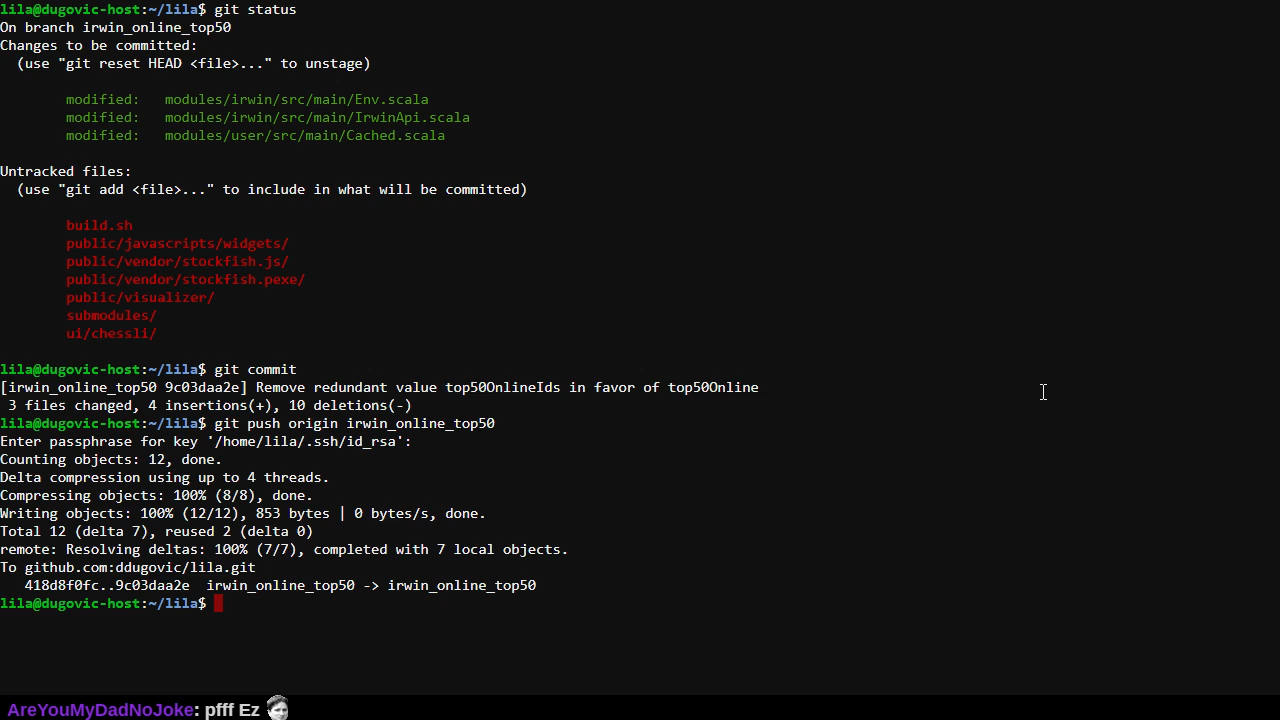 lila@dugovic-host:~/lila$ git status
On branch irwin_online_top50
Changes to be committed:
  (use "git reset HEAD <file>..." to unstage)
        modified:   modules/irwin/src/main/Env.scala
        modified:   modules/irwin/src/main/IrwinApi.scala
        modified:   modules/user/src/main/Cached.scala
Untracked files:
  (use "git add <file>..." to include in what will be committed)
        build.sh
        public/javascripts/widgets/
        public/vendor/stockfish.js/
        public/vendor/stockfish.pexe/
        public/visualizer/
        submodules/
        ui/chessli/
lila@dugovic-host:~/lila$ git commit
[irwin_online_top50 9c03daa2e] Remove redundant value top50OnlineIds in favor of top50Online
 3 files changed, 4 insertions(+), 10 deletions(-)
lila@dugovic-host:~/lila$ git push origin irwin_online_top50
Enter passphrase for key '/home/lila/.ssh/id_rsa':
Counting objects: 12, done.
Delta compression using up to 4 threads.
Compressing objects: 100% (8/8), done.
Writing objects: 100% (12/12), 853 bytes | 0 bytes/s, done.
Total 12 (delta 7), reused 2 (delta 0)
remote: Resolving deltas: 100% (7/7), completed with 7 local objects.
To github.com:ddugovic/lila.git
   418d8f0fc..9c03daa2e  irwin_online_top50 -> irwin_online_top50
lila@dugovic-host:~/lila$
AreYouMyDadNoJoke: pfff Ez